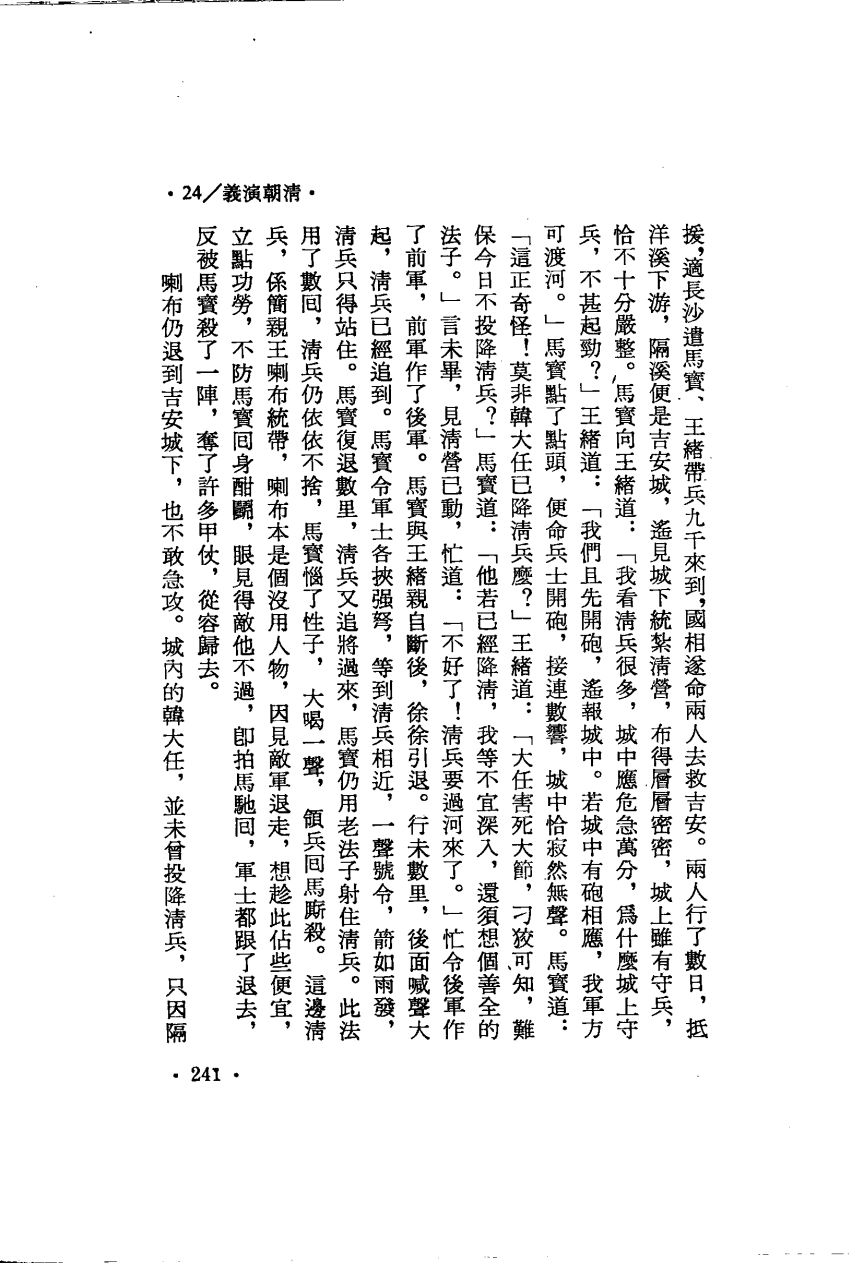 ·24／義演朝清·
援，適長沙遣馬寶、王緒帶兵九千來到，國相遂命兩人去救吉安。兩人行了數日，抵
洋溪下游，隔溪便是吉安城，遙見城下統紮清營，布得層層密密，城上雖有守兵，
恰不十分嚴整。馬寶向王緒道：「我看清兵很多，城中應危急萬分，爲什麼城上守
兵，不甚起勁？」王緒道：「我們且先開砲，遙報城中。若城中有砲相應，我軍方
可渡河。」馬寶點了點頭，便命兵士開砲，接連數響，城中恰寂然無聲。馬寶道：
「這正奇怪！莫非韓大任已降清兵麼？」王緒道：「大任害死大節，刁狡可知，難
保今日不投降清兵？」馬寶道：「他若已經降清，我等不宜深入，還須想個善全的
法子。」言未畢，見清營已動，忙道：「不好了！清兵要過河來了。」忙令後軍作
了前軍，前軍作了後軍。馬寶與王緒親自斷後，徐徐引退。行未數里，後面喊聲大
起，清兵已經追到。馬寶令軍士各挾强弩，等到清兵相近，一聲號令，箭如雨發，
清兵只得站住。馬寶復退數里，清兵又追將過來，馬寶仍用老法子射住清兵。此法
用了數回，清兵仍依依不捨，馬寶惱了性子，大喝一聲，領兵回馬厮殺。這邊清
兵，係簡親王喇布統帶，喇布本是個沒用人物，因見敵軍退走，想趁此佔些便宜，
立點功勞，不防馬寶回身酣鬭，眼見得敵他不過，卽拍馬馳回，軍士都跟了退去，
反被馬寶殺了一陣，奪了許多甲仗，從容歸去。
喇布仍退到吉安城下，也不敢急攻。城內的韓大任，並未曾投降清兵，只因隔
·241·